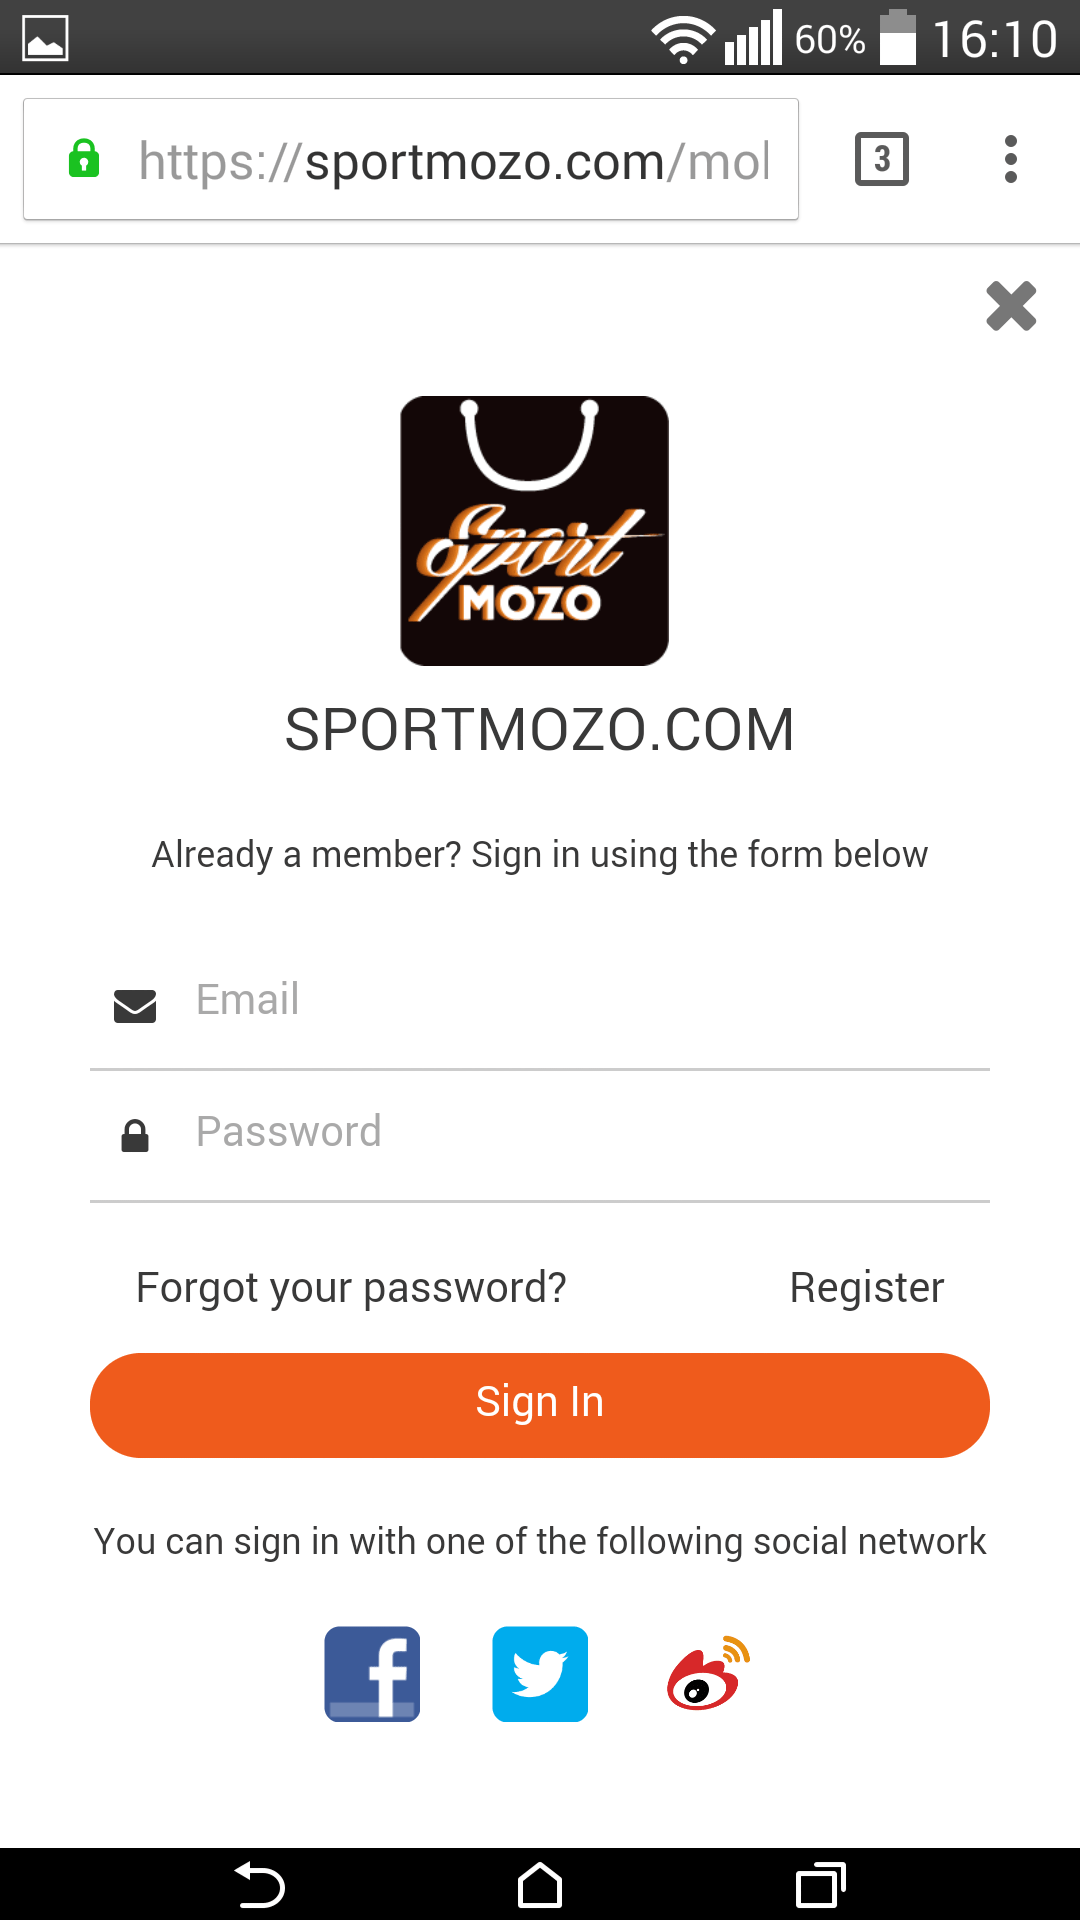 60% 16:10
https://sportmozo.com/mol
3
Sport
MOZO
SPORTMOZO.COM
Already a member? Sign in using the form below
Email
Password
Forgot your password? Register
Sign In
You can sign in with one of the following social network
f